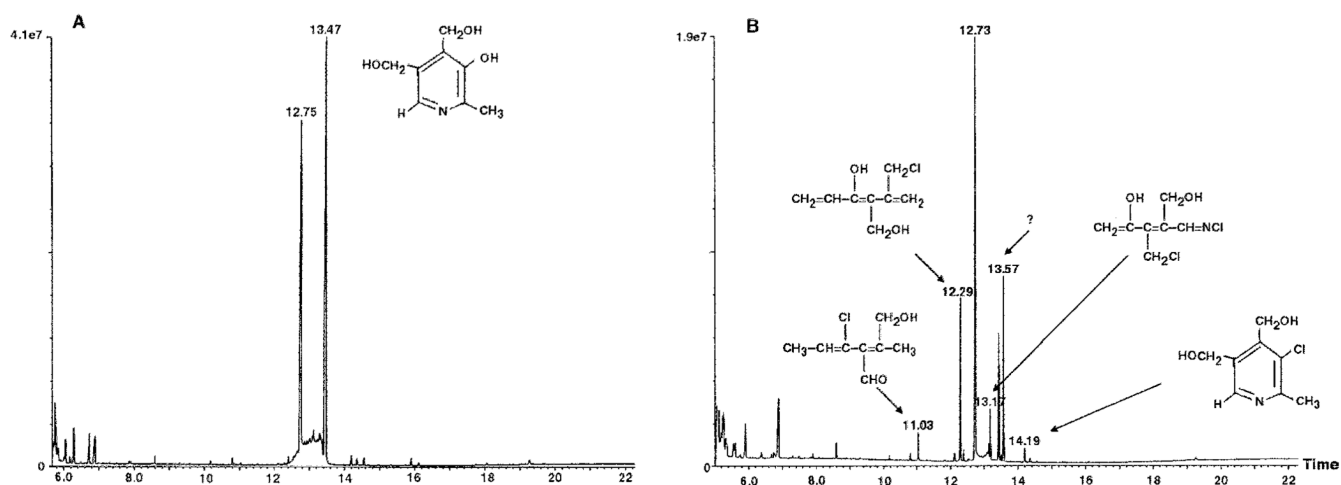 A
4.1e7
13.47
12.75
CH2OH
HOCH2
OH
H
N
CH3
0
6.0 8.0 10 12 14 16 18 20 22
B
1.9e7
12.73
OH
CH2Cl
CH2=CH-C=C-C=CH2
CH2OH
12.29
?
13.57
OH
CH2OH
CH2=C-C=C-CH=NCl
CH2Cl
13.17
Cl
CH2OH
CH3-CH=C-C=C-CH3
CHO
11.03
CH2OH
HOCH2
Cl
H
N
CH3
14.19
0
6.0 8.0 10 12 14 16 18 20 22
Time